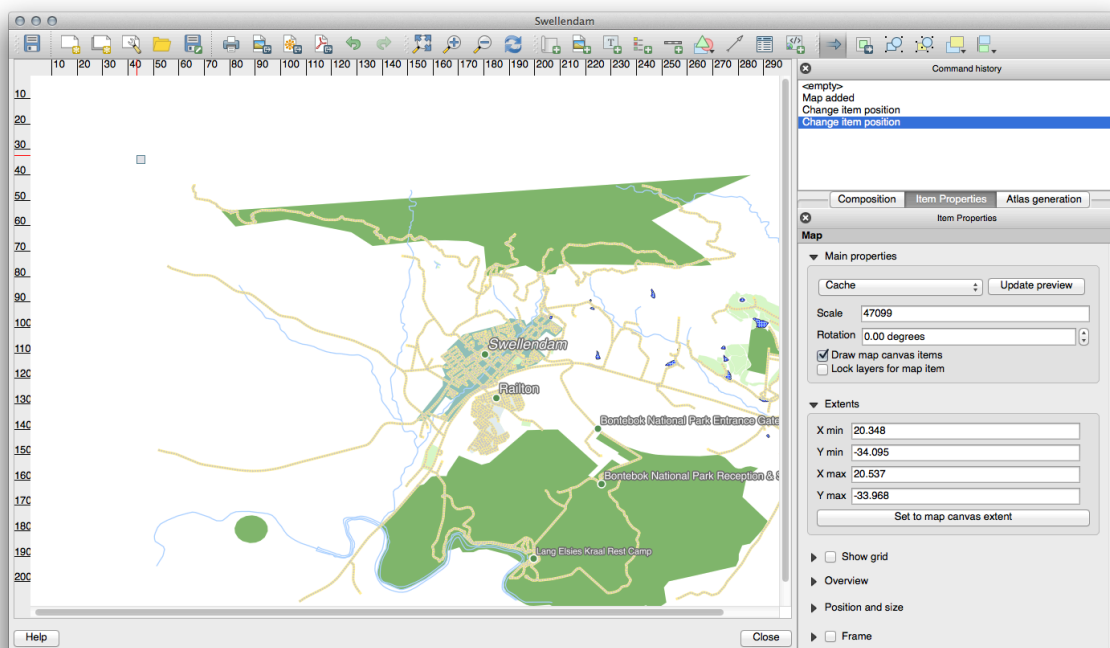 Swellendam
10 20 30 40 50 60 70 80 90 100 110 120 130 140 150 160 170 180 190 200 210 220 230 240 250 260 270 280 290
Command history
<empty>
Map added
Change item position
Change item position
10
20
30
40
50
60
70
80
90
100
110
120
130
140
150
160
170
180
190
200
Swellendam
Railton
Bontebok National Park Entrance Gate
Bontebok National Park Reception & S
Lang Elsies Kraal Rest Camp
Composition Item Properties Atlas generation
Item Properties
Map
Main properties
Cache Update preview
Scale 47099
Rotation 0.00 degrees
Draw map canvas items
Lock layers for map item
Extents
X min 20.348
Y min -34.095
X max 20.537
Y max -33.968
Set to map canvas extent
Show grid
Overview
Position and size
Frame
Help Close